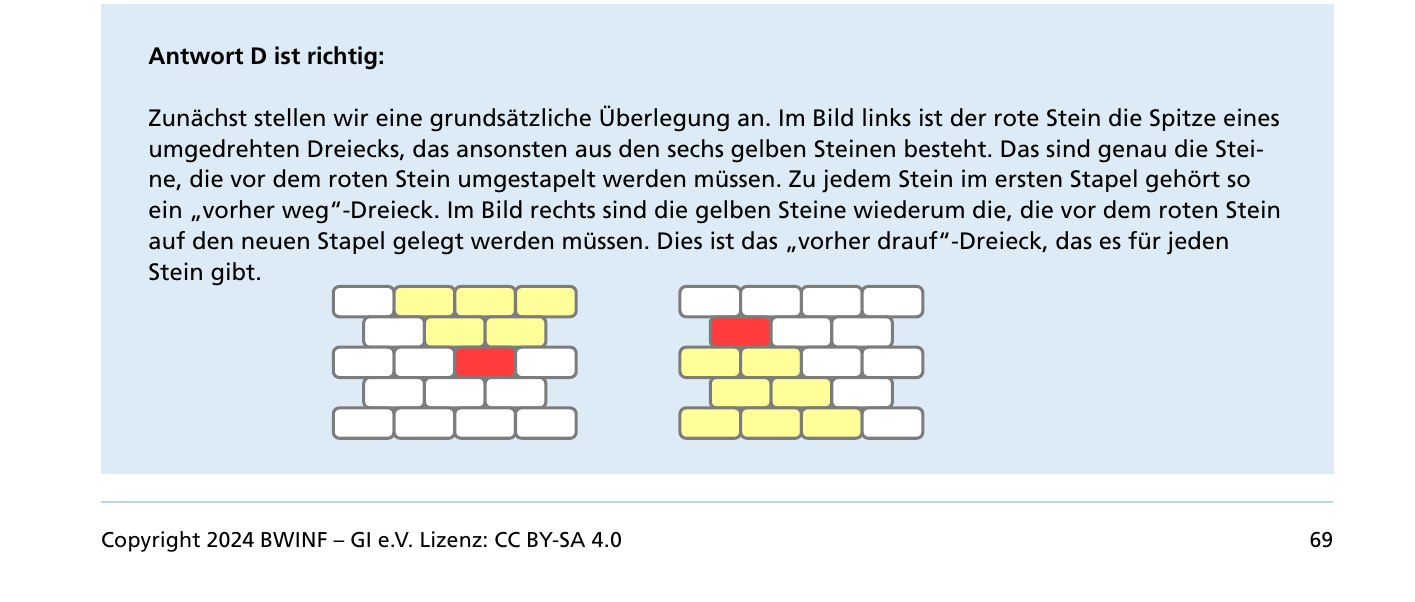 Antwort D ist richtig:
Zunächst stellen wir eine grundsätzliche Überlegung an. Im Bild links ist der rote Stein die Spitze eines
umgedrehten Dreiecks, das ansonsten aus den sechs gelben Steinen besteht. Das sind genau die Stei-
ne, die vor dem roten Stein umgestapelt werden müssen. Zu jedem Stein im ersten Stapel gehört so
ein „vorher weg“-Dreieck. Im Bild rechts sind die gelben Steine wiederum die, die vor dem roten Stein
auf den neuen Stapel gelegt werden müssen. Dies ist das „vorher drauf“-Dreieck, das es für jeden
Stein gibt.
Copyright 2024 BWINF – GI e.V. Lizenz: CC BY-SA 4.0
69